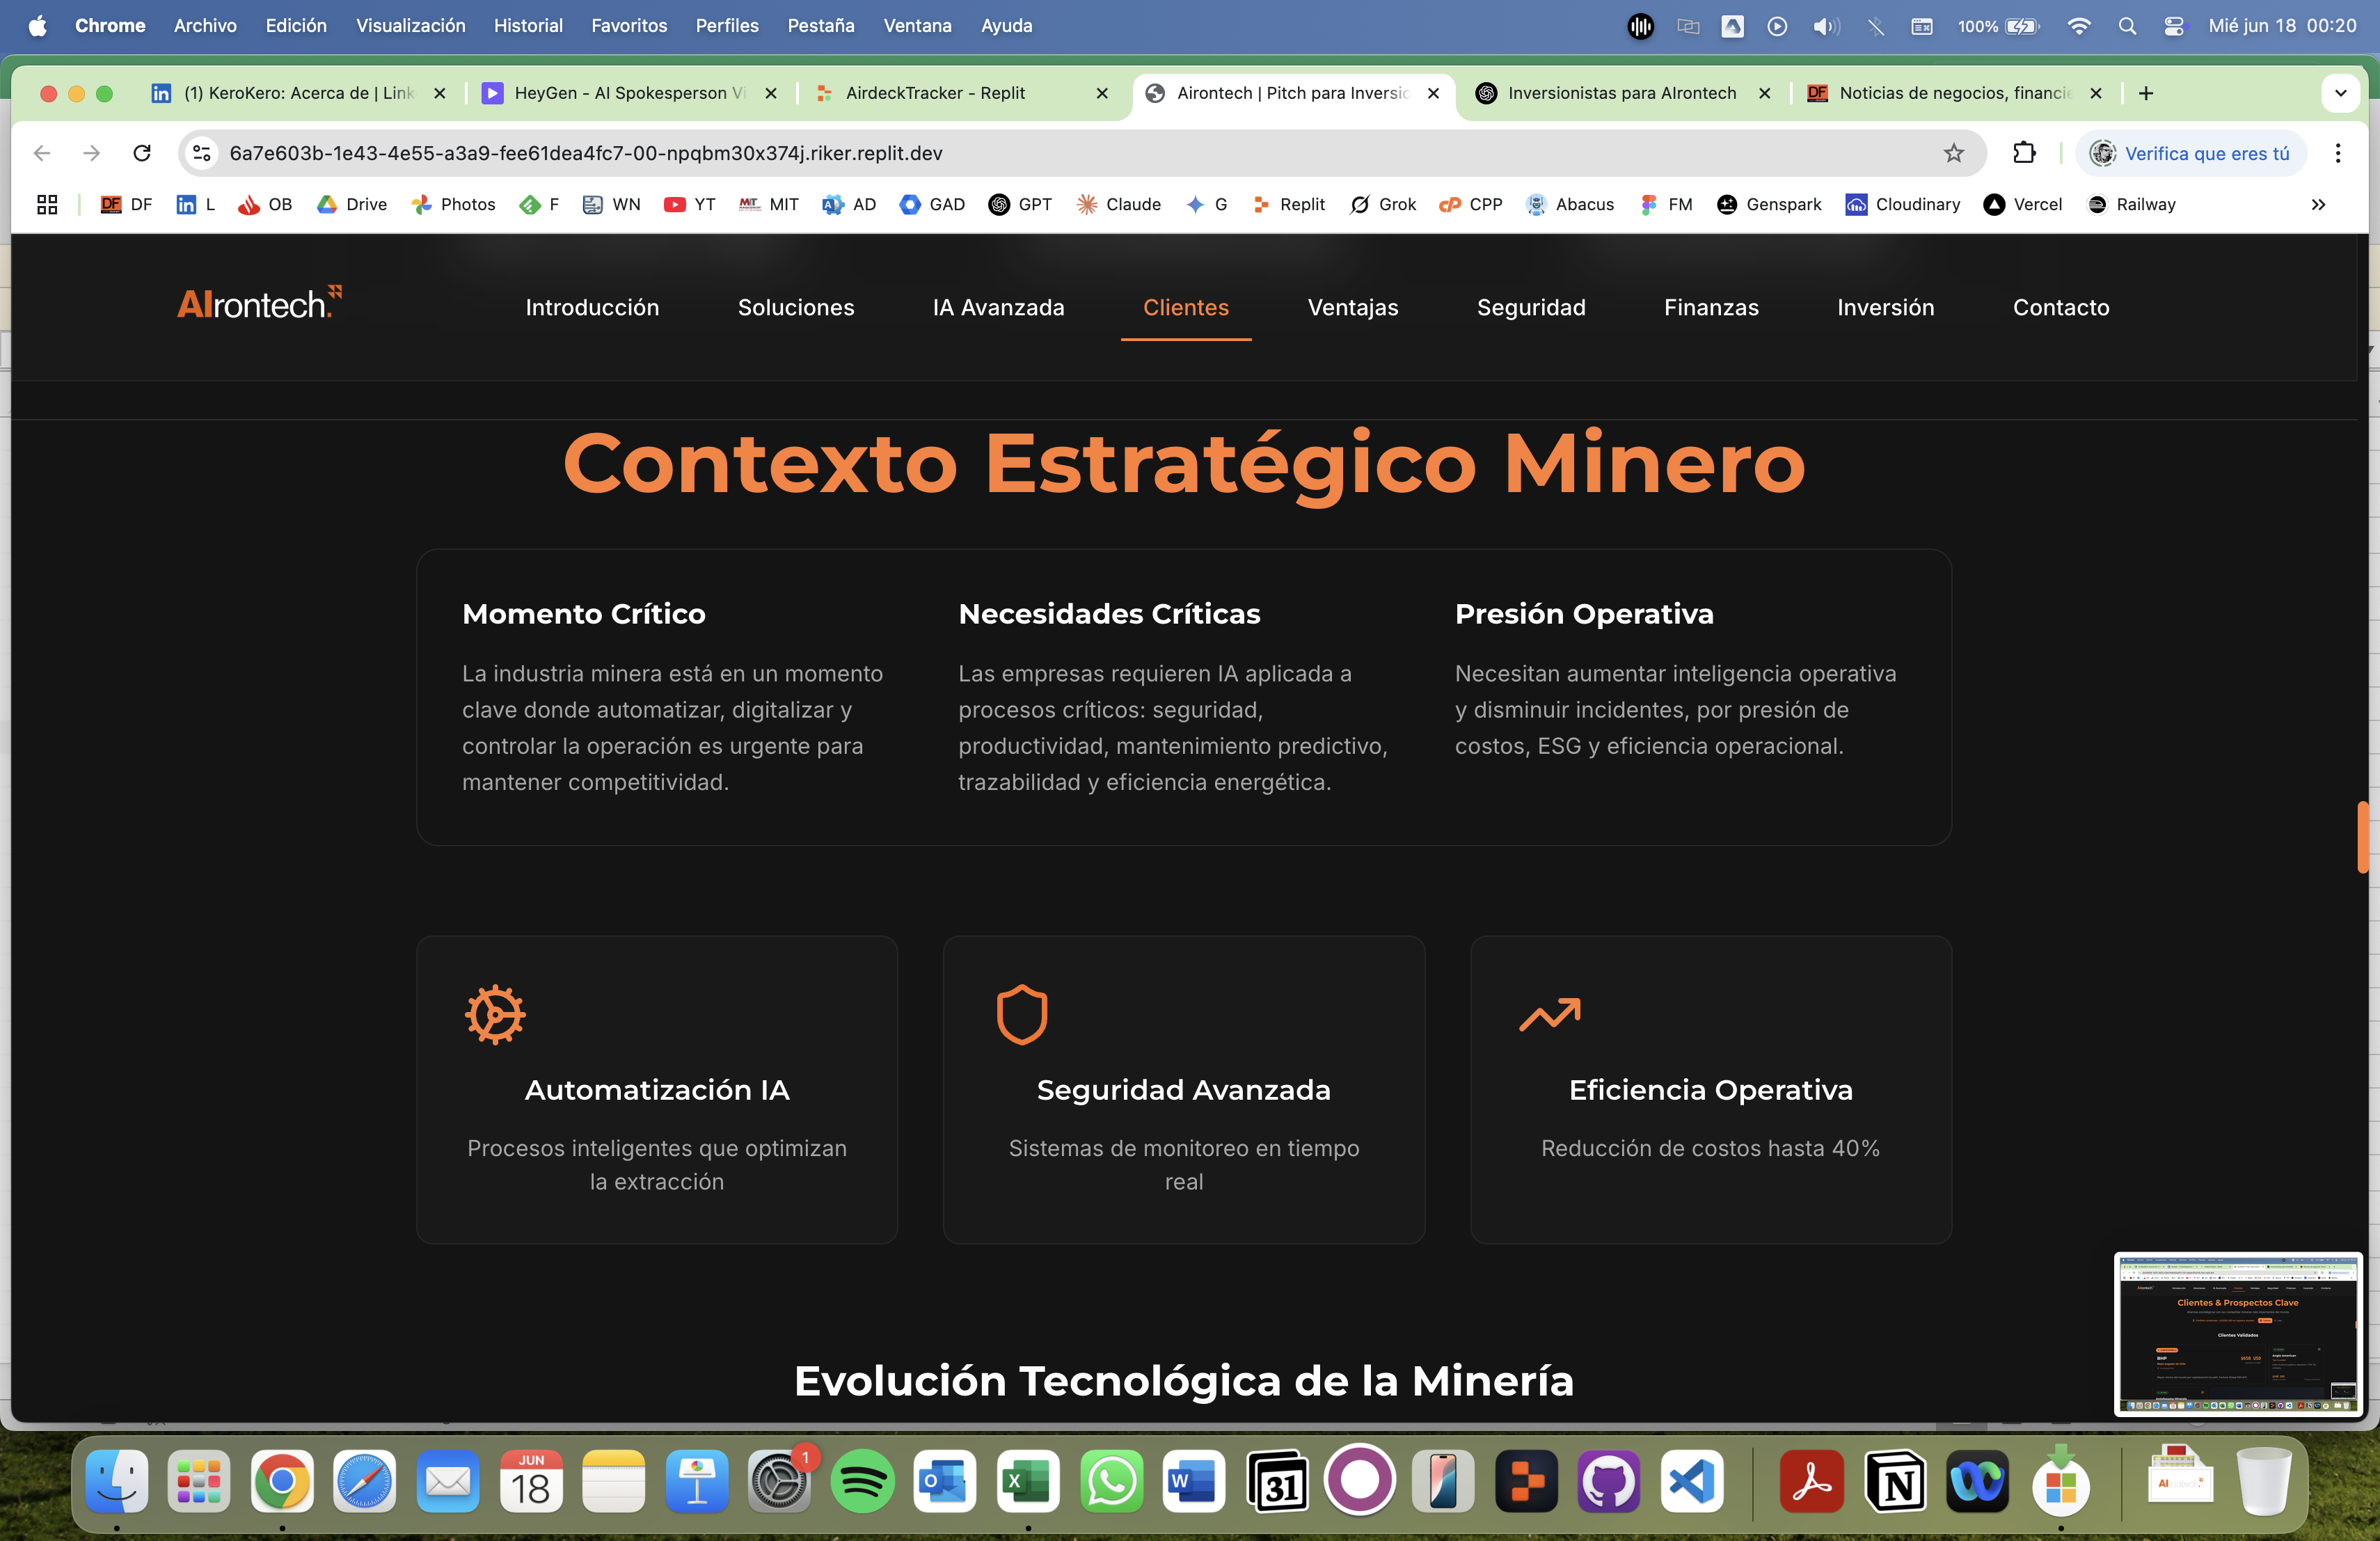 Chrome Archivo Edición Visualización Historial Favoritos Perfiles Pestaña Ventana Ayuda
100% Mié jun 18 00:20
(1) KeroKero: Acerca de | Link
HeyGen - AI Spokesperson Vi
AirdeckTracker - Replit
Airontech | Pitch para Inversio
Inversionistas para AIrontech
DF Noticias de negocios, financie
6a7e603b-1e43-4e55-a3a9-fee61dea4fc7-00-npqbm30x374j.riker.replit.dev
Verifica que eres tú
DF DF L OB Drive Photos F WN YT MIT AD GAD GPT Claude G Replit Grok CPP Abacus FM Genspark Cloudinary Vercel Railway
AIrontech.
Introducción Soluciones IA Avanzada Clientes Ventajas Seguridad Finanzas Inversión Contacto
Contexto Estratégico Minero
Momento Crítico
La industria minera está en un momento
clave donde automatizar, digitalizar y
controlar la operación es urgente para
mantener competitividad.
Necesidades Críticas
Las empresas requieren IA aplicada a
procesos críticos: seguridad,
productividad, mantenimiento predictivo,
trazabilidad y eficiencia energética.
Presión Operativa
Necesitan aumentar inteligencia operativa
y disminuir incidentes, por presión de
costos, ESG y eficiencia operacional.
Automatización IA
Procesos inteligentes que optimizan
la extracción
Seguridad Avanzada
Sistemas de monitoreo en tiempo
real
Eficiencia Operativa
Reducción de costos hasta 40%
Evolución Tecnológica de la Minería
Clientes & Prospectos Clave
Clientes Validados
JUN
18
1
31